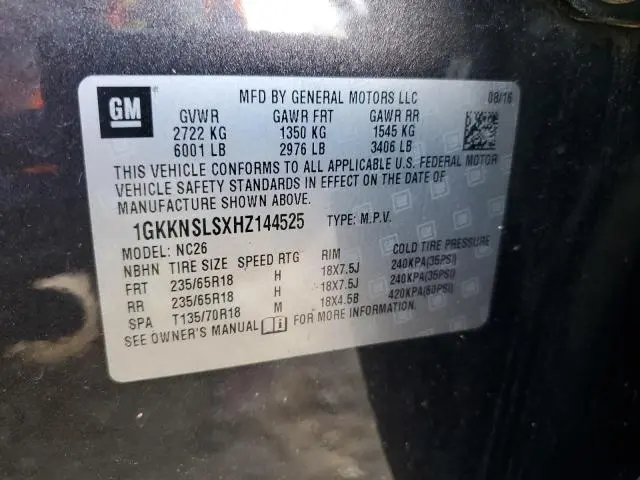 GM
MFD BY GENERAL MOTORS LLC 08/16
GVWR GAWR FRT GAWR RR
2722 KG 1350 KG 1545 KG
6001 LB 2976 LB 3406 LB
THIS VEHICLE CONFORMS TO ALL APPLICABLE U.S. FEDERAL MOTOR
VEHICLE SAFETY STANDARDS IN EFFECT ON THE DATE OF
MANUFACTURE SHOWN ABOVE.
1GKKNSLSXHZ144525 TYPE: M.P.V.
MODEL: NC26
NBHN TIRE SIZE SPEED RTG RIM COLD TIRE PRESSURE
FRT 235/65R18 H 18X7.5J 240KPA(35PSI)
RR 235/65R18 H 18X7.5J 240KPA(35PSI)
SPA T135/70R18 M 18X4.5B 420KPA(60PSI)
SEE OWNER'S MANUAL FOR MORE INFORMATION.